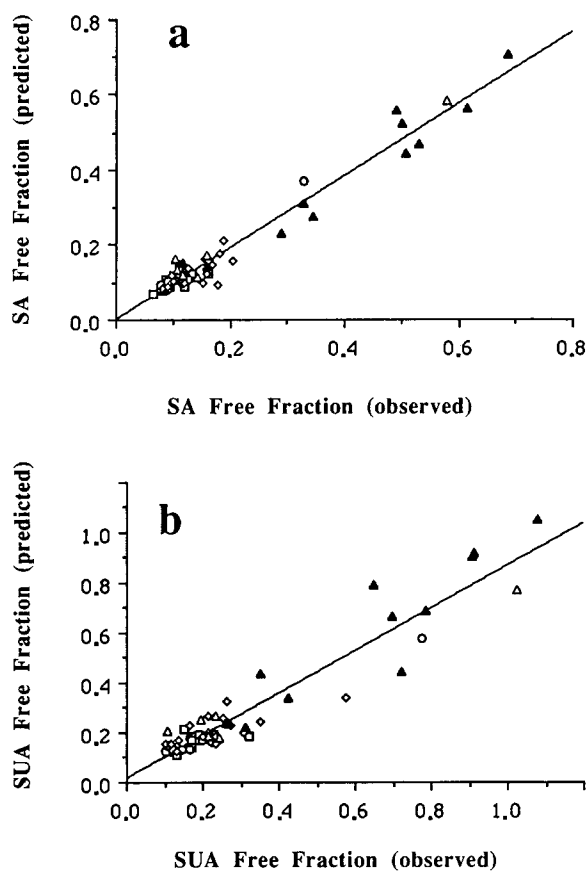 a
SA Free Fraction (predicted)
0.8
0.6
0.4
0.2
0.0
0.0 0.2 0.4 0.6 0.8
SA Free Fraction (observed)
b
SUA Free Fraction (predicted)
1.0
0.8
0.6
0.4
0.2
0.0
0.0 0.2 0.4 0.6 0.8 1.0
SUA Free Fraction (observed)